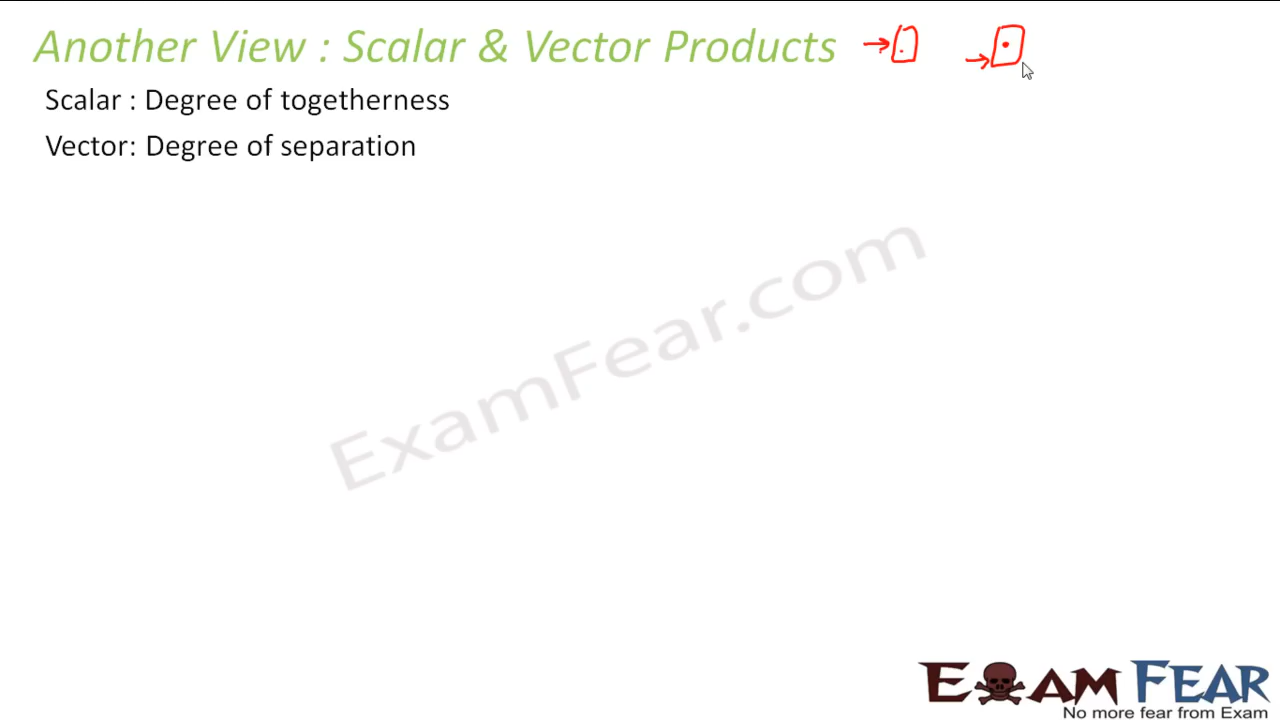 Another View : Scalar & Vector Products
Scalar : Degree of togetherness
Vector: Degree of separation
ExamFear.com
EXAM FEAR
No more fear from Exam